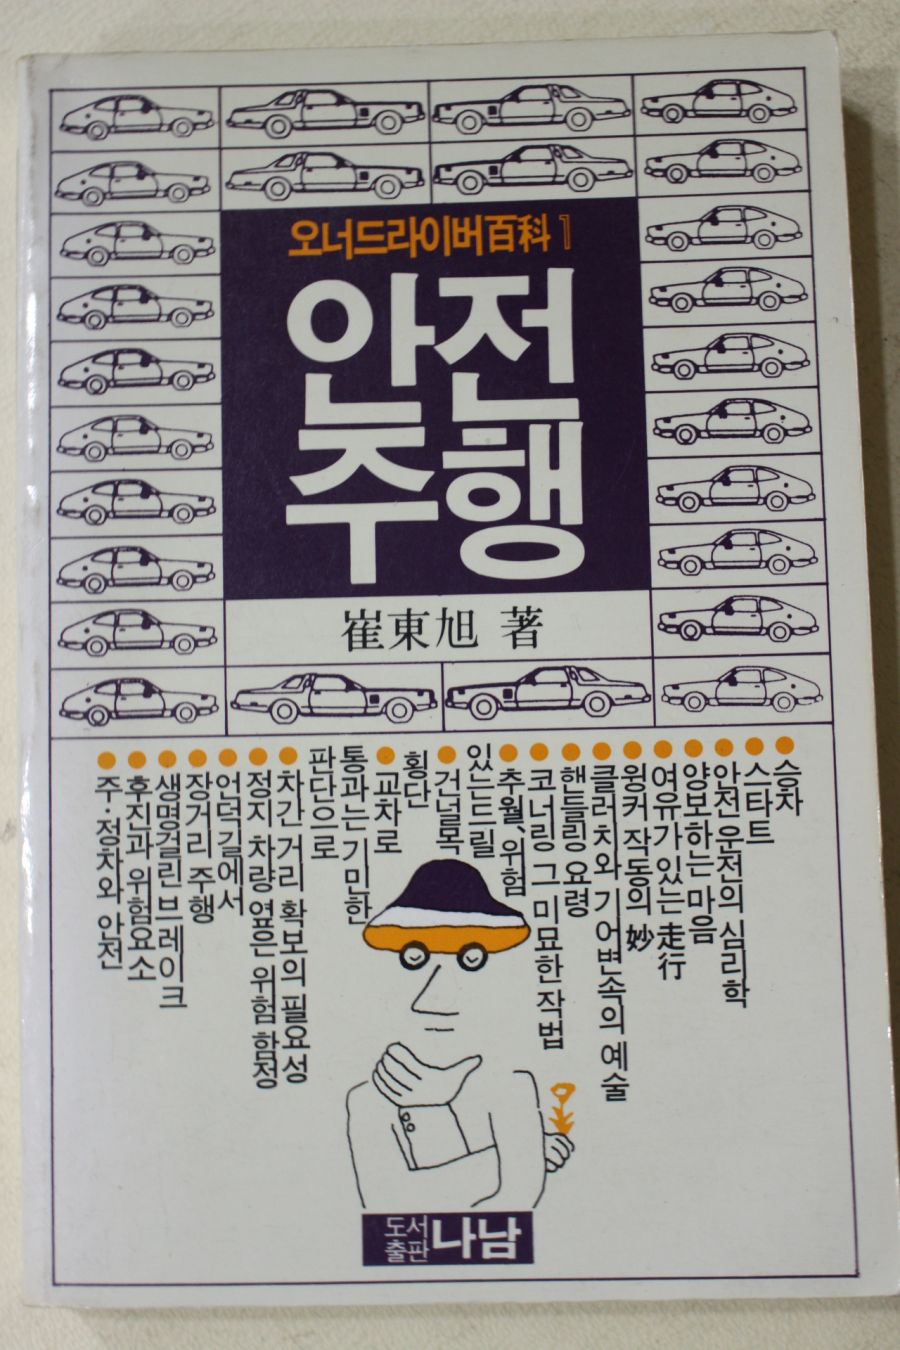 오너드라이버百科 1
안전
주행
崔東旭 著
●승차
●스타트
●안전운전의 심리학
●양보하는 마음
●여유가 있는 走行
●윙커 작동의 妙
●클러치와 기어변속의 예술
●핸들링 요령
●코너링 그 미묘한 작법
●추월, 위험
있는 드릴
●건널목
횡단
●교차로
통과는 기민한
판단으로
●차간 거리 확보의 필요성
●정지 차량 옆은 위험 함정
●언덕길에서
●장거리 주행
●생명걸린 브레이크
●후진과 위험요소
●주·정차와 안전
도서
출판
나남